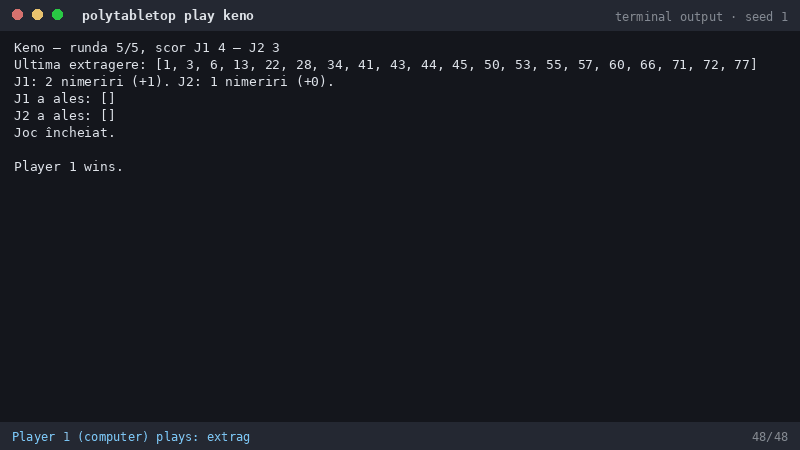 polytabletop play keno
terminal output · seed 1
Keno — runda 5/5, scor J1 4 — J2 3
Ultima extragere: [1, 3, 6, 13, 22, 28, 34, 41, 43, 44, 45, 50, 53, 55, 57, 60, 66, 71, 72, 77]
J1: 2 nimeriri (+1). J2: 1 nimeriri (+0).
J1 a ales: []
J2 a ales: []
Joc încheiat.
Player 1 wins.
Player 1 (computer) plays: extrag
48/48